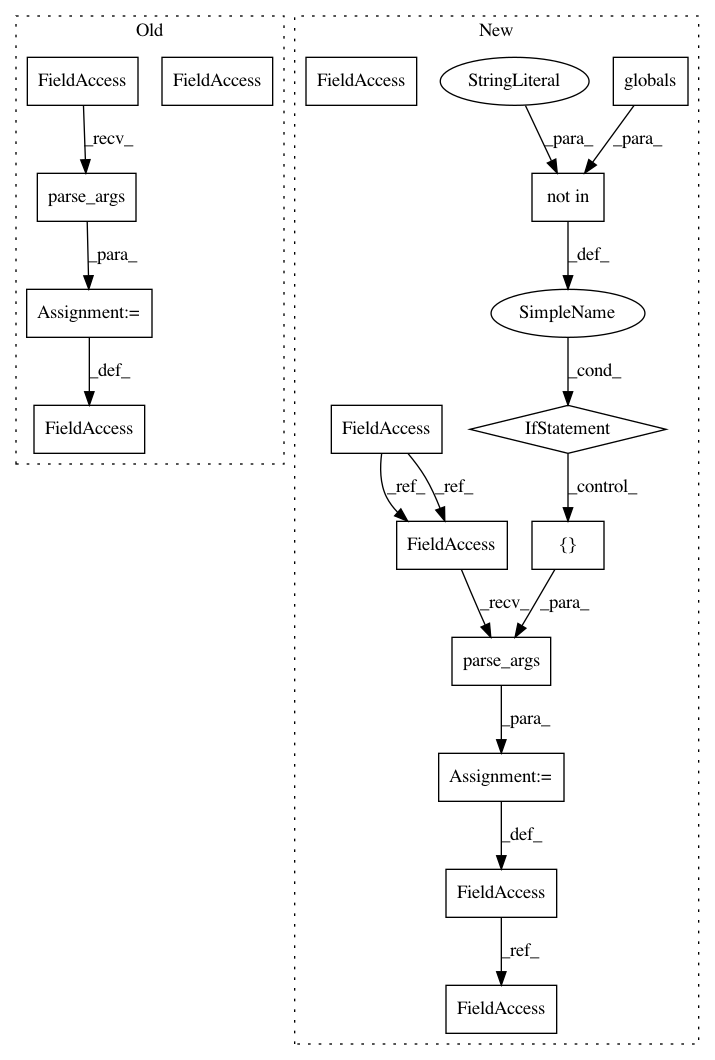 Old
New
FieldAccess
FieldAccess
FieldAccess
StringLiteral
globals
_recv_
_para_
_para_
parse_args
not in
_para_
_def_
Assignment:=
SimpleName
_def_
_cond_
FieldAccess
FieldAccess
IfStatement
_ref_
_ref_
_control_
FieldAccess
{}
_recv_
_para_
parse_args
_para_
Assignment:=
_def_
FieldAccess
_ref_
FieldAccess